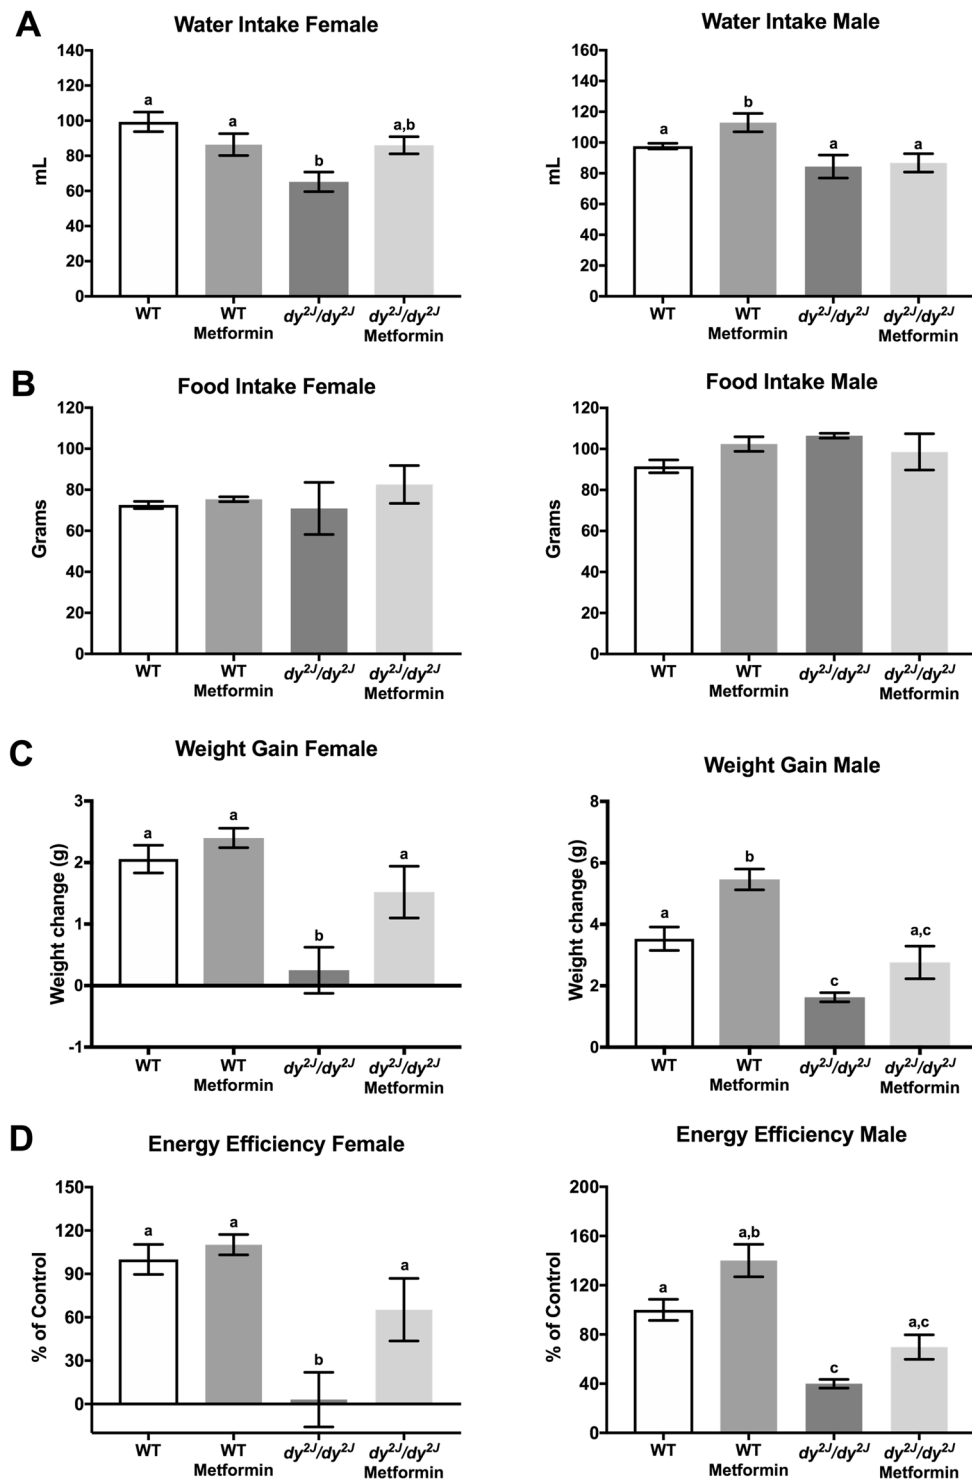 A
Water Intake Female
mL
140
120
100
80
60
40
20
0
a
a
b
a,b
WT
WT
Metformin
dy²ᴶ/dy²ᴶ
dy²ᴶ/dy²ᴶ
Metformin
Water Intake Male
mL
160
140
120
100
80
60
40
20
0
a
b
a
a
WT
WT
Metformin
dy²ᴶ/dy²ᴶ
dy²ᴶ/dy²ᴶ
Metformin
B
Food Intake Female
Grams
120
100
80
60
40
20
0
WT
WT
Metformin
dy²ᴶ/dy²ᴶ
dy²ᴶ/dy²ᴶ
Metformin
Food Intake Male
Grams
120
100
80
60
40
20
0
WT
WT
Metformin
dy²ᴶ/dy²ᴶ
dy²ᴶ/dy²ᴶ
Metformin
C
Weight Gain Female
Weight change (g)
3
2
1
0
-1
a
a
b
a
WT
WT
Metformin
dy²ᴶ/dy²ᴶ
dy²ᴶ/dy²ᴶ
Metformin
Weight Gain Male
Weight change (g)
8
6
4
2
0
a
b
c
a,c
WT
WT
Metformin
dy²ᴶ/dy²ᴶ
dy²ᴶ/dy²ᴶ
Metformin
D
Energy Efficiency Female
% of Control
150
120
90
60
30
0
a
a
b
a
WT
WT
Metformin
dy²ᴶ/dy²ᴶ
dy²ᴶ/dy²ᴶ
Metformin
Energy Efficiency Male
% of Control
200
160
120
80
40
0
a
a,b
c
a,c
WT
WT
Metformin
dy²ᴶ/dy²ᴶ
dy²ᴶ/dy²ᴶ
Metformin